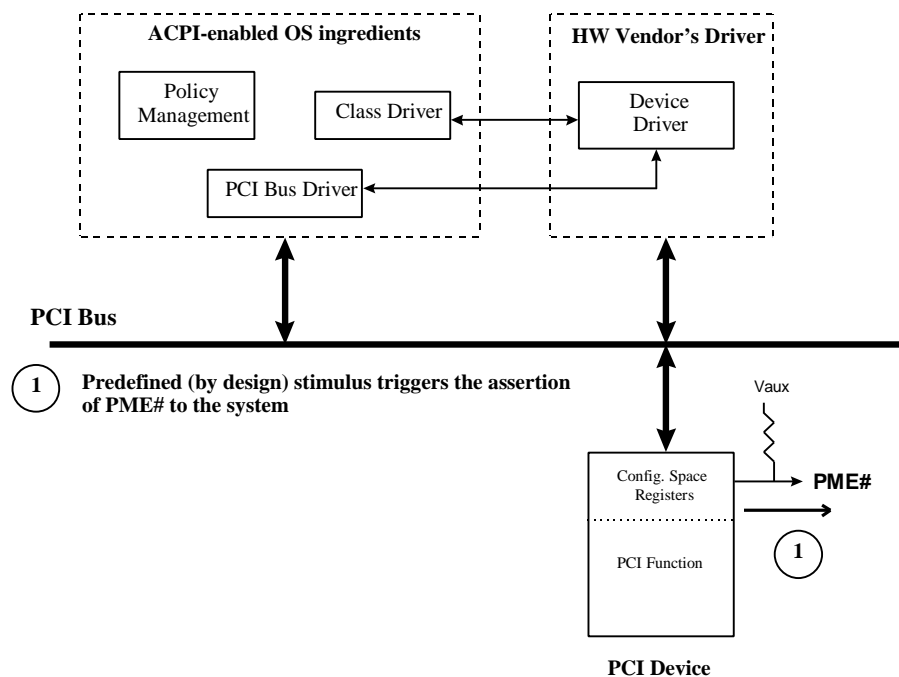 ACPI-enabled OS ingredients
HW Vendor’s Driver
Policy
Management
Class Driver
Device
Driver
PCI Bus Driver
PCI Bus
1
Predefined (by design) stimulus triggers the assertion
of PME# to the system
Vaux
Config. Space
Registers
PME#
1
PCI Function
PCI Device